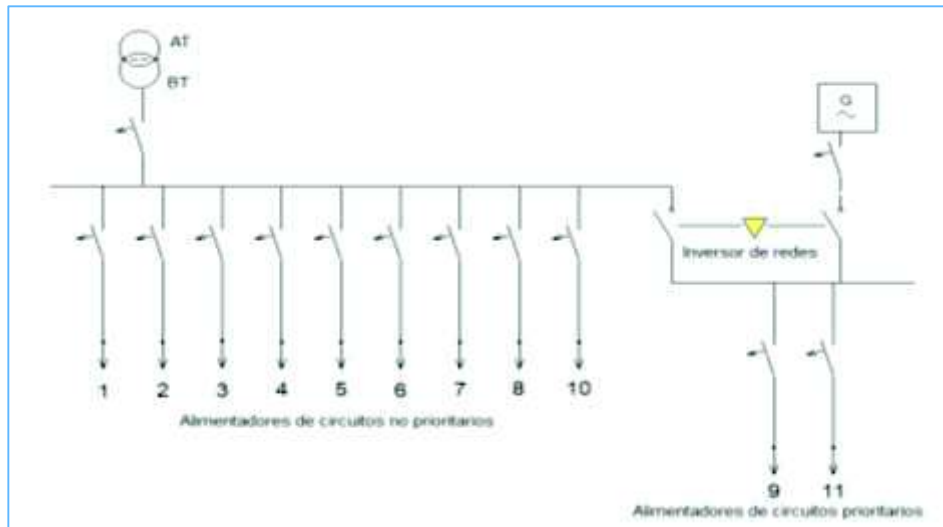 AT
BT
G
Inversor de redes
1 2 3 4 5 6 7 8 10
Alimentadores de circuitos no prioritarios
9 11
Alimentadores de circuitos prioritarios